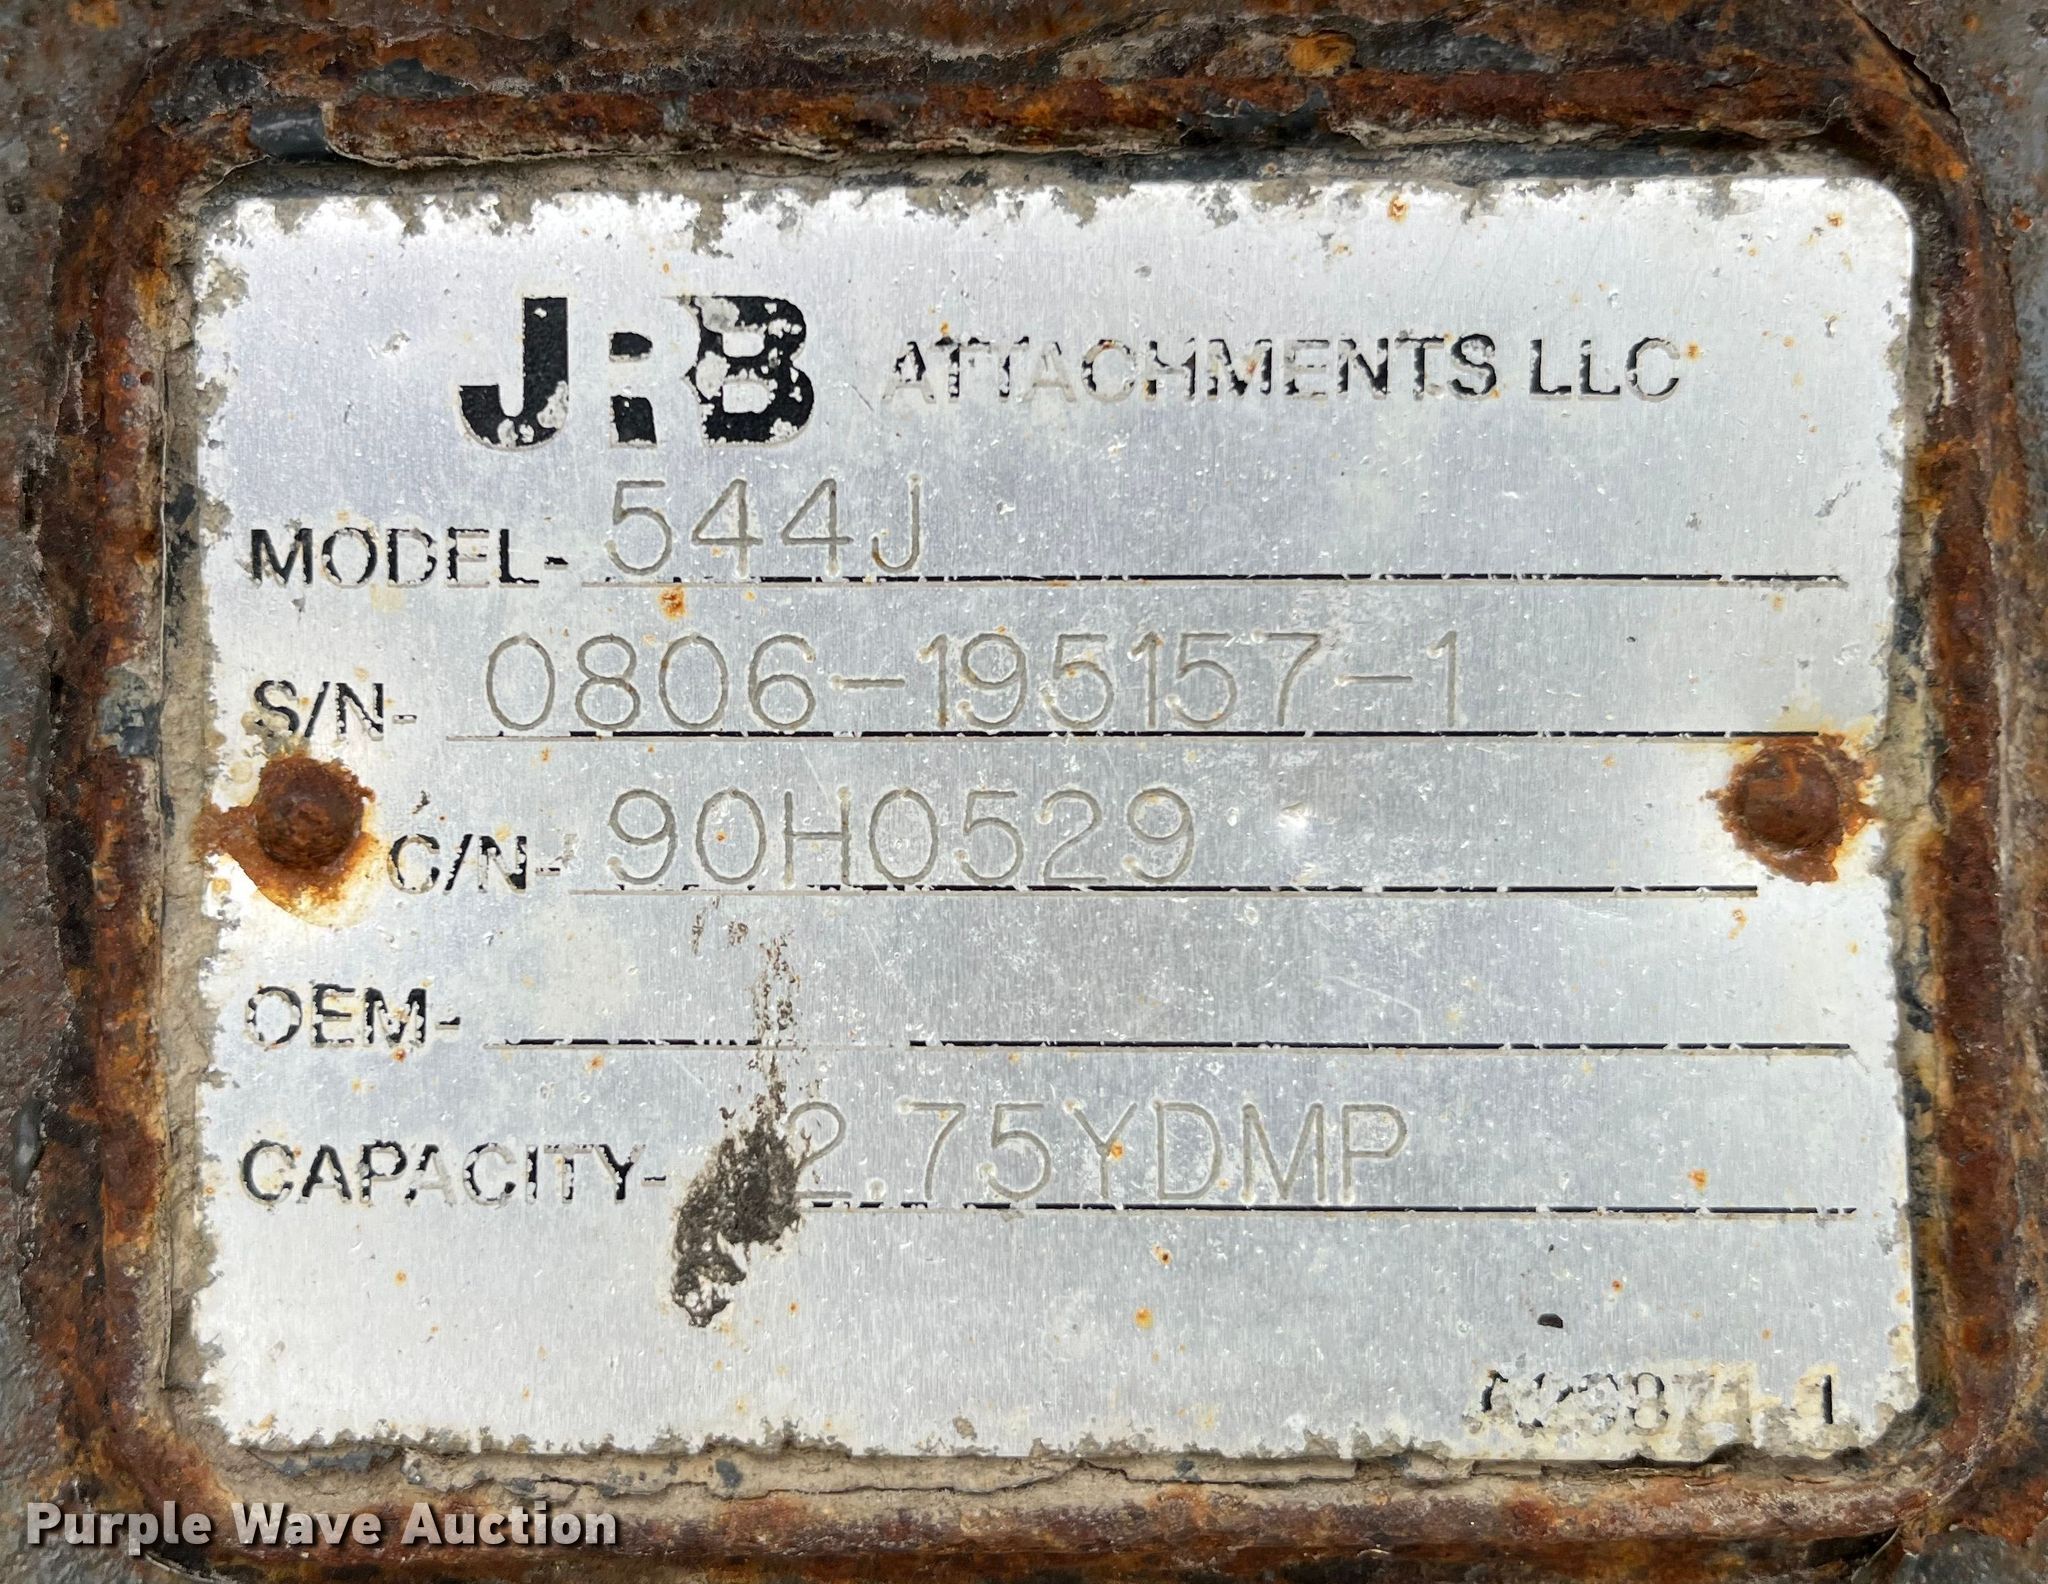 JRB ATTACHMENTS LLC
MODEL- 544J
S/N- 0806-195157-1
C/N- 90H0529
OEM-
CAPACITY- 2.75YDMP
Purple Wave Auction